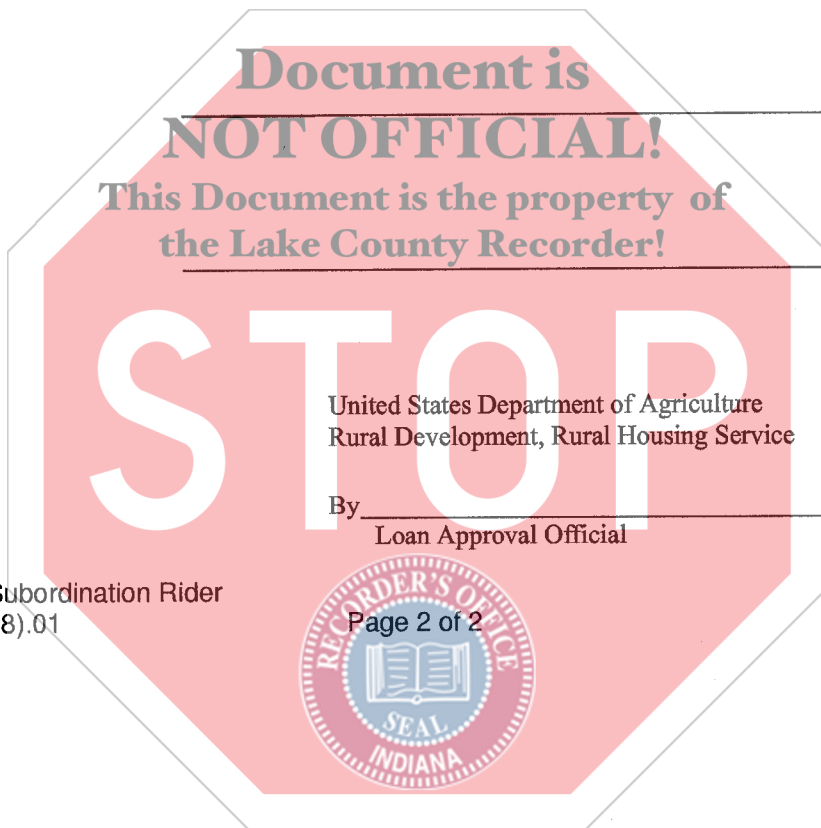 Document is
NOT OFFICIAL!
This Document is the property of
the Lake County Recorder!
STOP
United States Department of Agriculture
Rural Development, Rural Housing Service
By
Loan Approval Official
Subordination Rider
8).01
Page 2 of 2
RECORDER'S OFFICE
SEAL
INDIANA